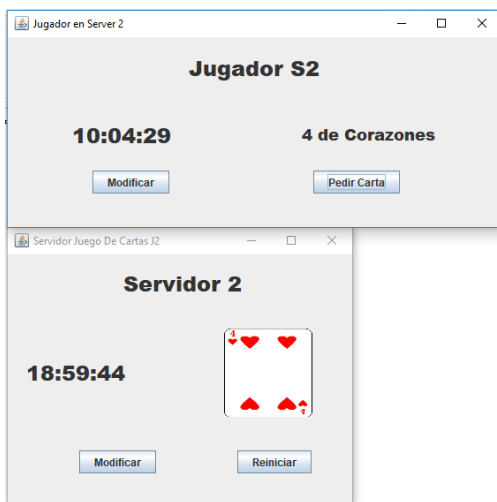 Jugador en Server 2
Jugador S2
10:04:29
4 de Corazones
Modificar
Pedir Carta
Servidor Juego De Cartas J2
Servidor 2
4
18:59:44
4
Modificar
Reiniciar